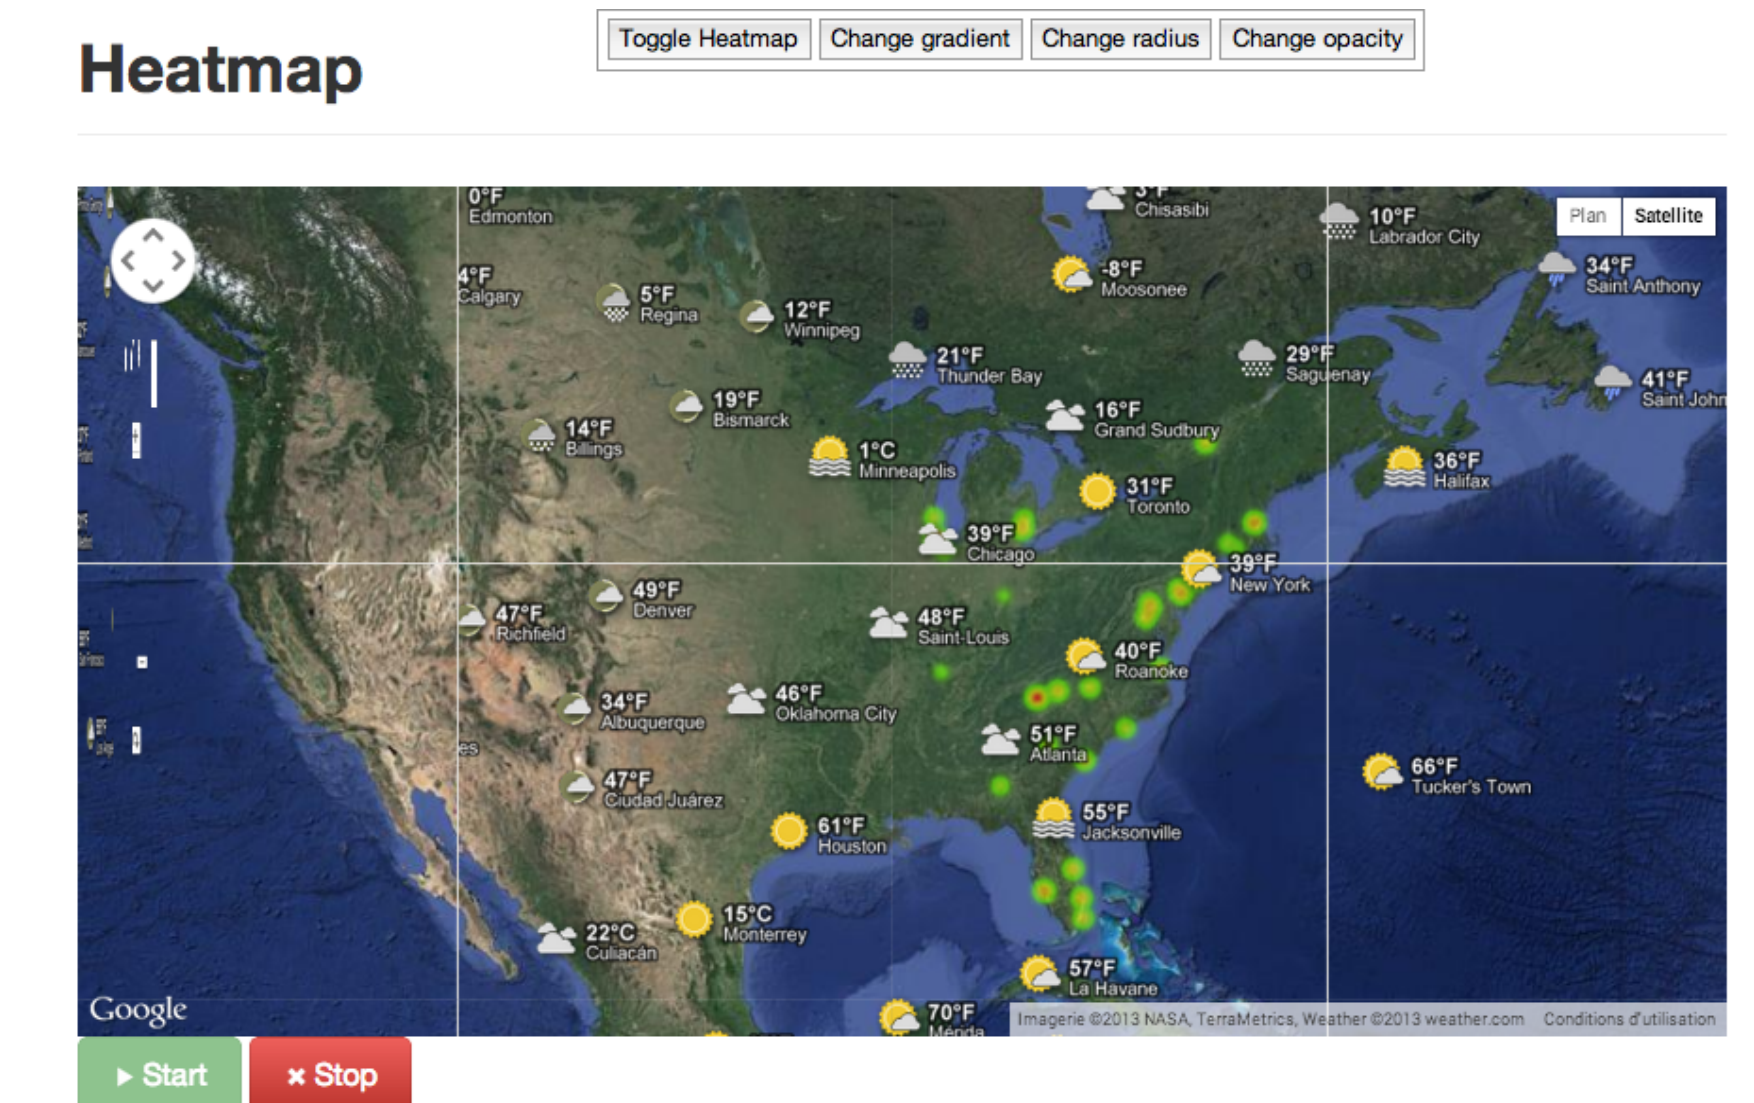 Toggle Heatmap
Change gradient
Change radius
Change opacity
Heatmap
0°F
Edmonton
3°F
Chisasibi
10°F
Labrador City
Plan
Satellite
4°F
Calgary
5°F
Regina
12°F
Winnipeg
-8°F
Moosonee
34°F
Saint Anthony
21°F
Thunder Bay
29°F
Saguenay
41°F
Saint John
19°F
Bismarck
16°F
Grand Sudbury
14°F
Billings
1°C
Minneapolis
31°F
Toronto
36°F
Halifax
39°F
Chicago
39°F
New York
49°F
Denver
47°F
Richfield
48°F
Saint-Louis
40°F
Roanoke
34°F
Albuquerque
46°F
Oklahoma City
es
51°F
Atlanta
66°F
Tucker's Town
47°F
Ciudad Juárez
61°F
Houston
55°F
Jacksonville
22°C
Culiacán
15°C
Monterrey
57°F
La Havane
70°F
Merida
Google
Imagerie ©2013 NASA, TerraMetrics, Weather ©2013 weather.com
Conditions d'utilisation
Start
Stop